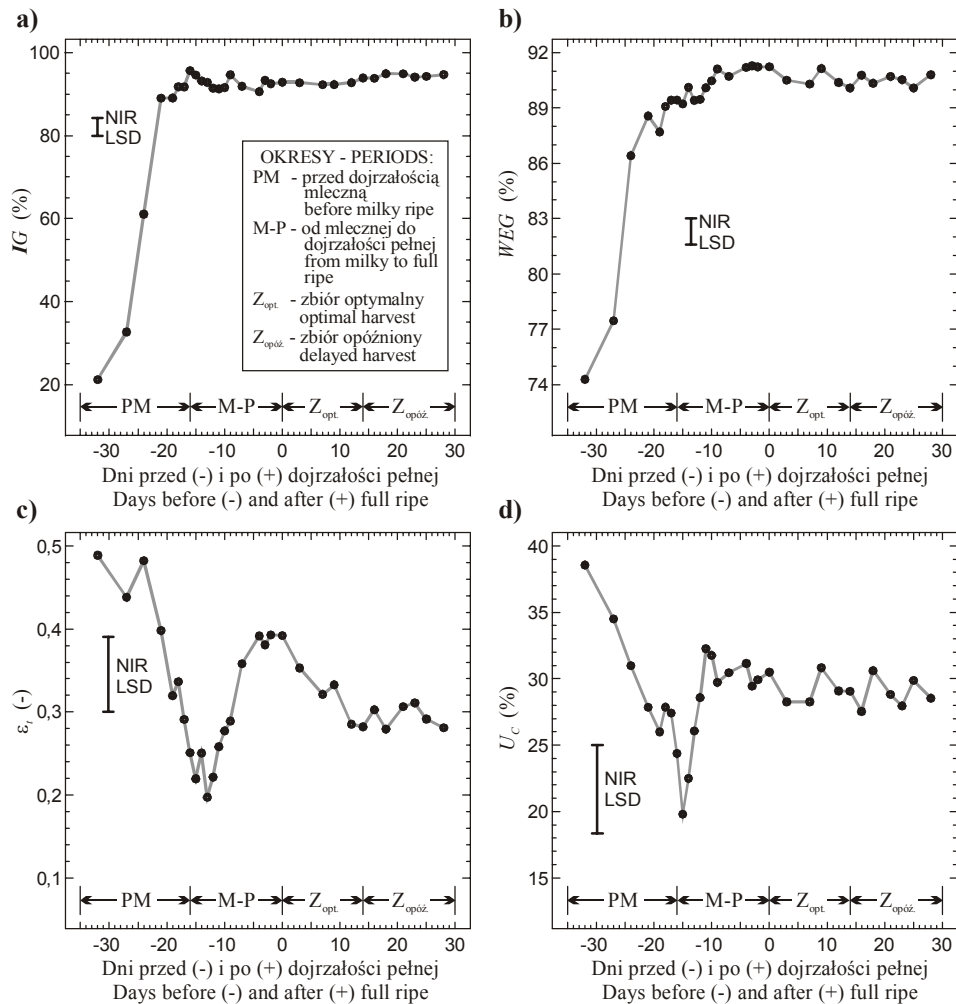 a)
100
80
60
40
20
IG (%)
NIR
LSD
OKRESY - PERIODS:
PM - przed dojrzałością
mleczną
before milky ripe
M-P - od mlecznej do
dojrzałości pełnej
from milky to full
ripe
Zopt. - zbiór optymalny
optimal harvest
Zopóź. - zbiór opóźniony
delayed harvest
PM M-P Zopt. Zopóź.
-30 -20 -10 0 10 20 30
Dni przed (-) i po (+) dojrzałości pełnej
Days before (-) and after (+) full ripe
b)
92
89
86
83
80
77
74
WEG (%)
NIR
LSD
PM M-P Zopt. Zopóź.
-30 -20 -10 0 10 20 30
Dni przed (-) i po (+) dojrzałości pełnej
Days before (-) and after (+) full ripe
c)
0,5
0,4
0,3
0,2
0,1
εt (-)
NIR
LSD
PM M-P Zopt. Zopóź.
-30 -20 -10 0 10 20 30
Dni przed (-) i po (+) dojrzałości pełnej
Days before (-) and after (+) full ripe
d)
40
35
30
25
20
15
UC (%)
NIR
LSD
PM M-P Zopt. Zopóź.
-30 -20 -10 0 10 20 30
Dni przed (-) i po (+) dojrzałości pełnej
Days before (-) and after (+) full ripe